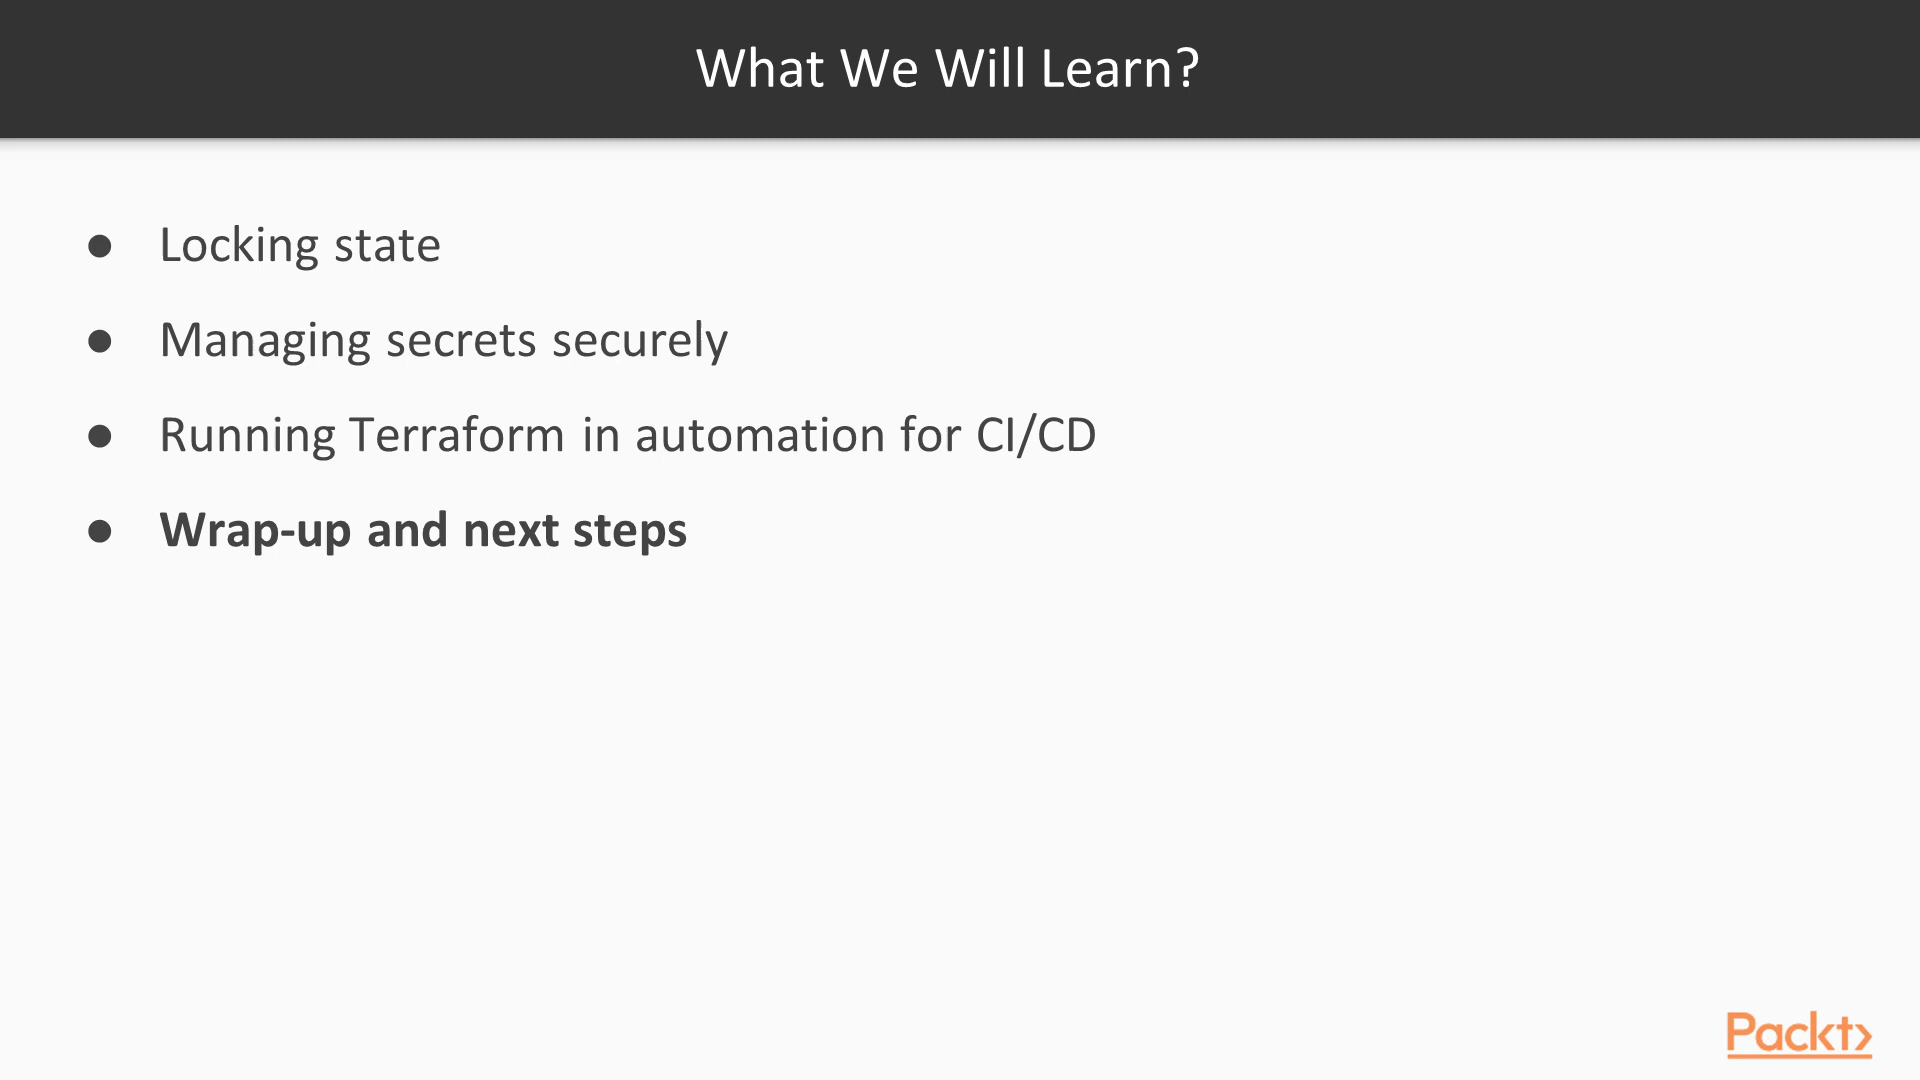 What We Will Learn?
● Locking state
● Managing secrets securely
● Running Terraform in automation for CI/CD
● Wrap-up and next steps
Packt>